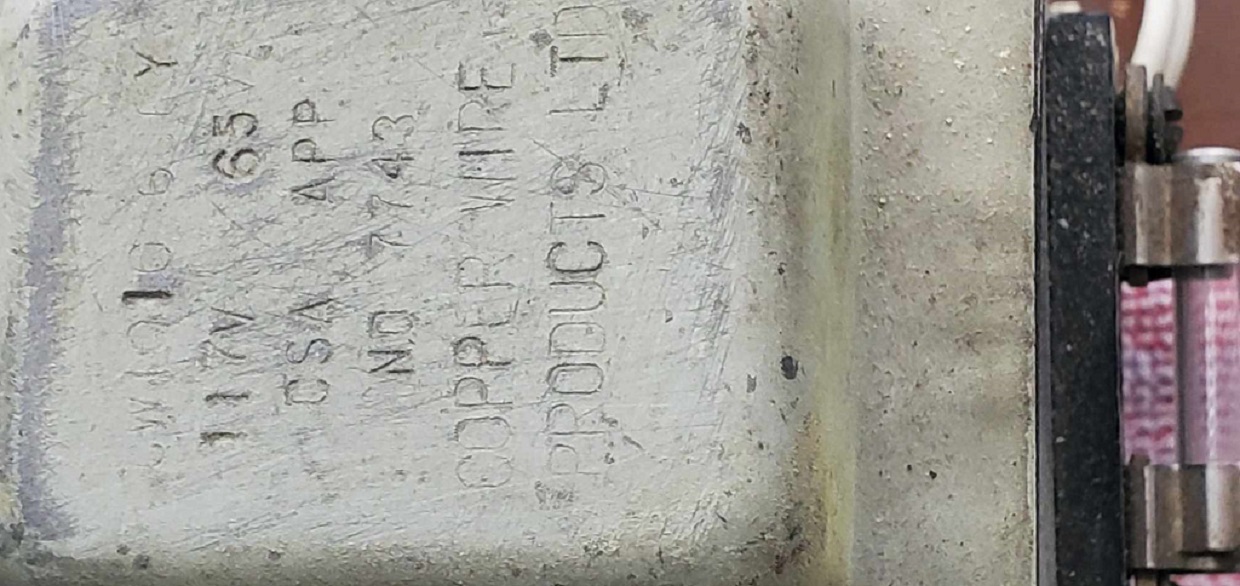 117V 65
CSA APP
NO 7743
COPPER WIRE
PRODUCTS LTD